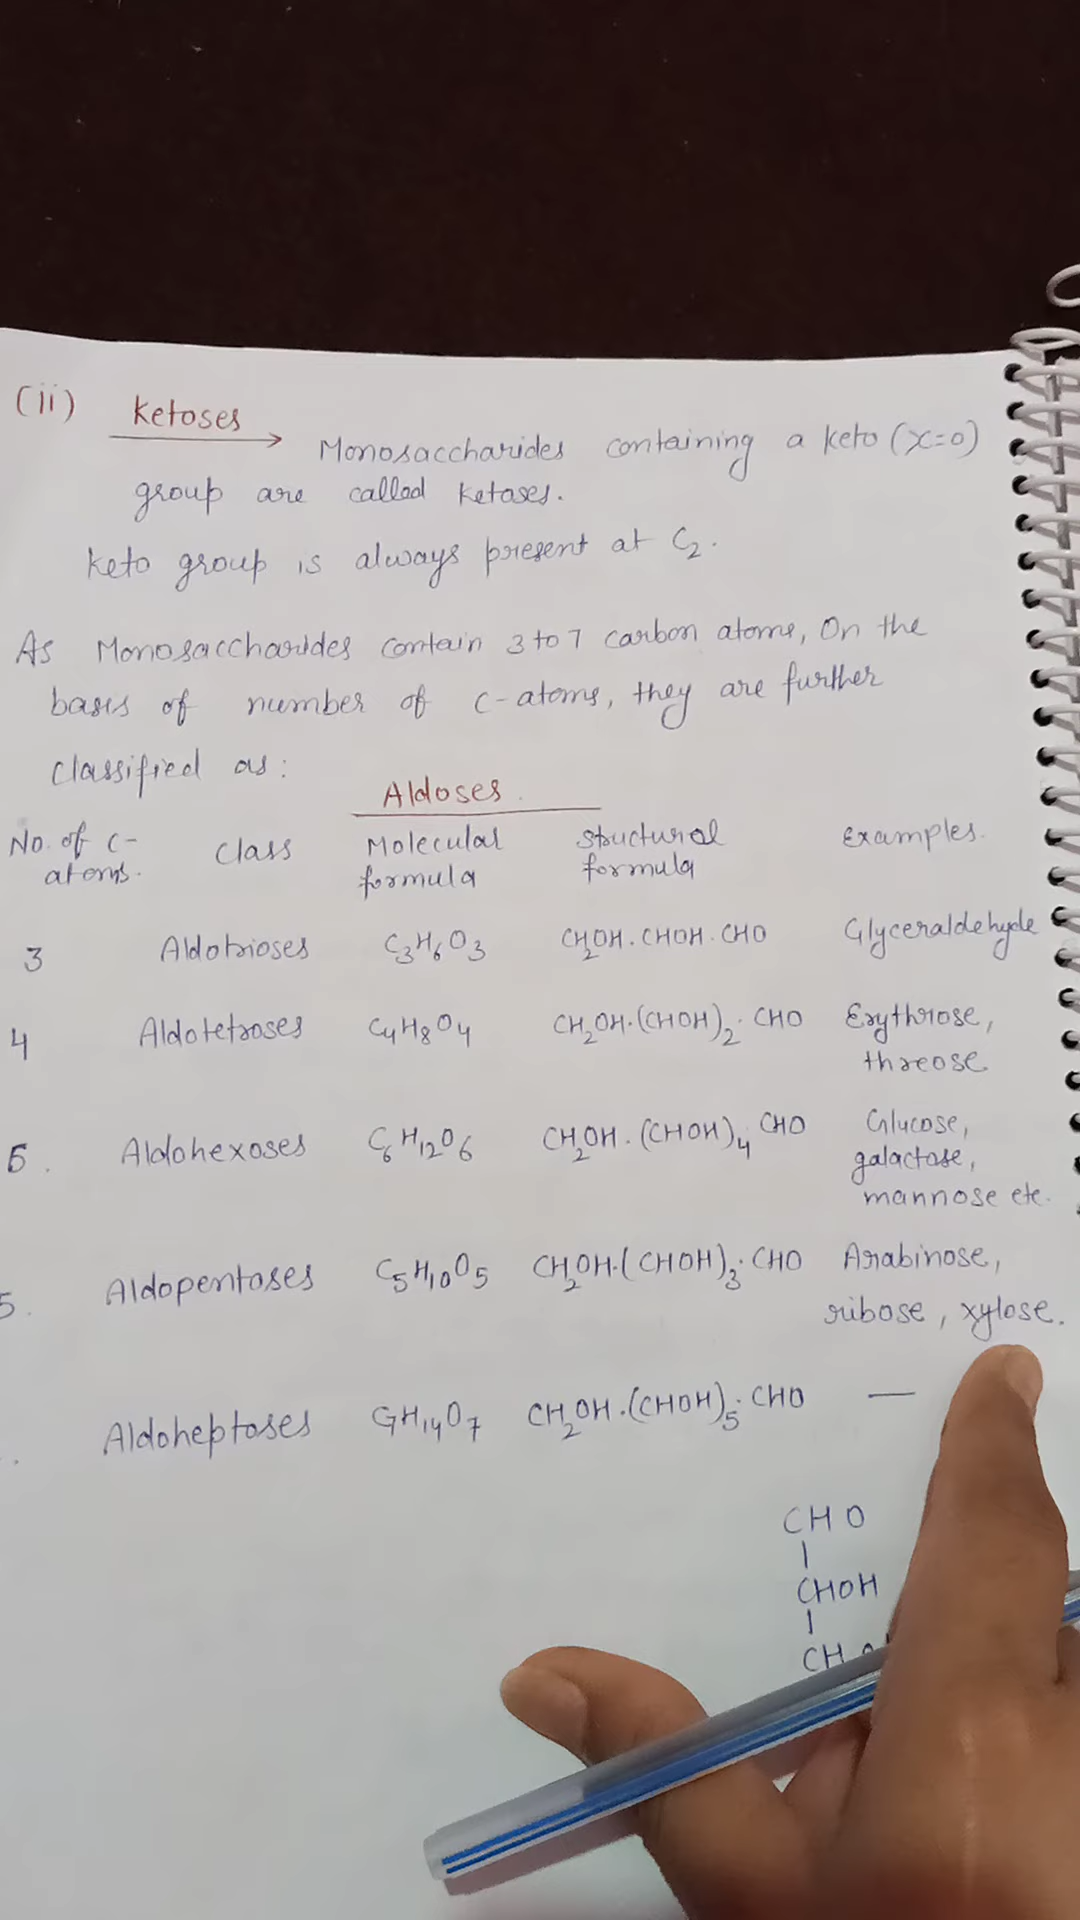 (ii) Ketoses
Monosaccharides containing a keto (>C=O)
group are called ketoses.
Keto group is always present at C₂.
As Monosaccharides contain 3 to 7 carbon atoms, On the
basis of number of C-atoms, they are further
classified as:
Aldoses
No. of C-atoms. Class Molecular formula Structural formula Examples.
3 Aldotrioses C₃H₆O₃ CH₂OH.CHOH.CHO Glyceraldehyde
4 Aldotetroses C₄H₈O₄ CH₂OH.(CHOH)₂.CHO Erythrose,
threose
6. Aldohexoses C₆H₁₂O₆ CH₂OH.(CHOH)₄ CHO Glucose,
galactose,
mannose etc.
5. Aldopentoses C₅H₁₀O₅ CH₂OH.(CHOH)₃.CHO Arabinose,
ribose, xylose.
Aldoheptoses C₇H₁₄O₇ CH₂OH.(CHOH)₅.CHO —
CHO
|
CHOH
|
CH